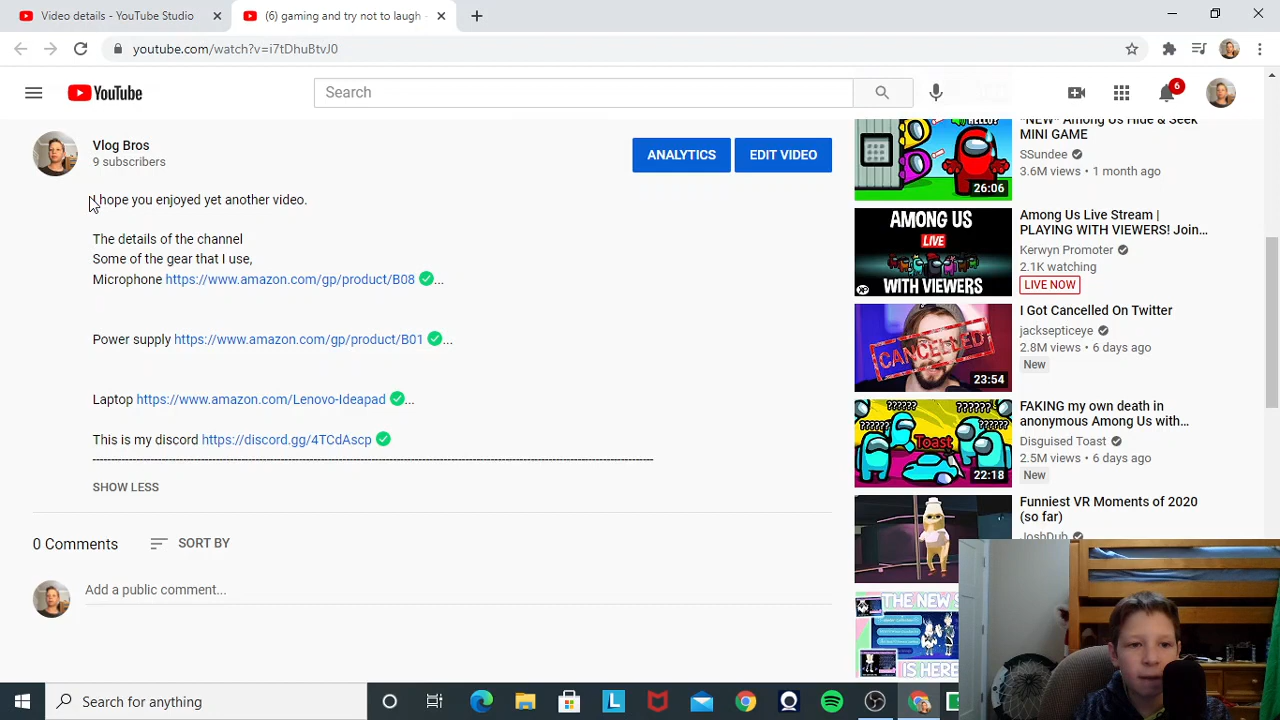 Video details - YouTube Studio
(6) gaming and try not to laugh -
youtube.com/watch?v=i7tDhuBtvJ0
YouTube
Search
6
Vlog Bros
9 subscribers
ANALYTICS
EDIT VIDEO
I hope you enjoyed yet another video.
The details of the channel
Some of the gear that I use,
Microphone https://www.amazon.com/gp/product/B08 ...
Power supply https://www.amazon.com/gp/product/B01 ...
Laptop https://www.amazon.com/Lenovo-Ideapad ...
This is my discord https://discord.gg/4TCdAscp
SHOW LESS
0 Comments
SORT BY
Add a public comment...
HELLO?
26:06
*NEW* Among Us Hide & Seek
MINI GAME
SSundee
3.6M views • 1 month ago
AMONG US
LIVE
WITH VIEWERS!
Among Us Live Stream |
PLAYING WITH VIEWERS! Join...
Kerwyn Promoter
2.1K watching
LIVE NOW
CANCELLED
23:54
I Got Cancelled On Twitter
jacksepticeye
2.8M views • 6 days ago
New
??????
??????
??????
Toast
22:18
FAKING my own death in
anonymous Among Us with...
Disguised Toast
2.5M views • 6 days ago
New
Funniest VR Moments of 2020
(so far)
JoshDub
THE NEW
IS HERE
Search for anything